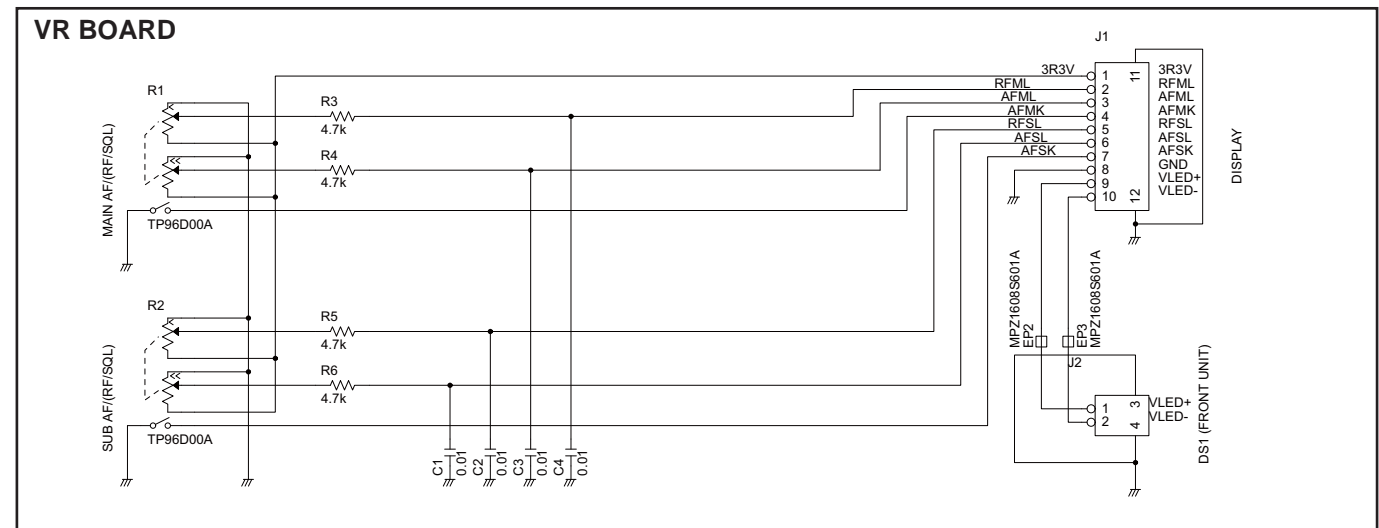 VR BOARD
J1
R1
R3
4.7k
R4
4.7k
MAIN AF/(RF/SQL)
TP96D00A
3R3V
RFML
AFML
AFMK
RFSL
AFSL
AFSK
1
2
3
4
5
6
7
8
9
10
11
12
3R3V
RFML
AFML
AFMK
RFSL
AFSL
AFSK
GND
VLED+
VLED-
DISPLAY
R2
R5
4.7k
R6
4.7k
SUB AF/(RF/SQL)
TP96D00A
C1
0.01
C2
0.01
C3
0.01
C4
0.01
MPZ1608S601A
EP2
EP3
MPZ1608S601A
J2
1
2
3
4
VLED+
VLED-
DS1 (FRONT UNIT)